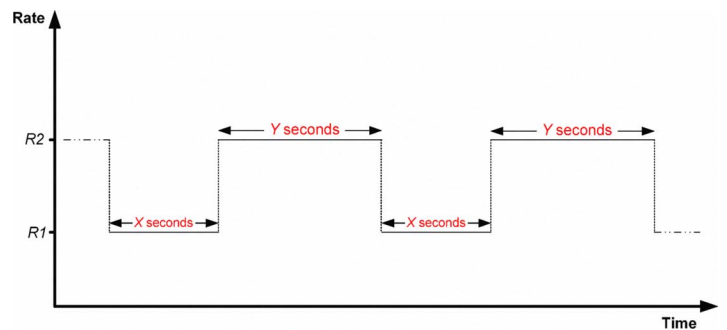 Rate
Y seconds
Y seconds
R2
X seconds
X seconds
R1
Time